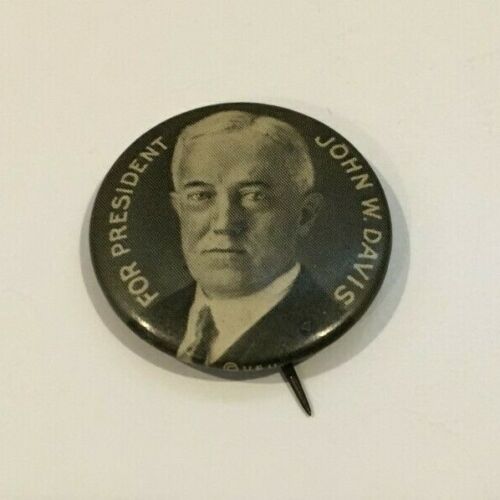 FOR PRESIDENT
JOHN W. DAVIS
©